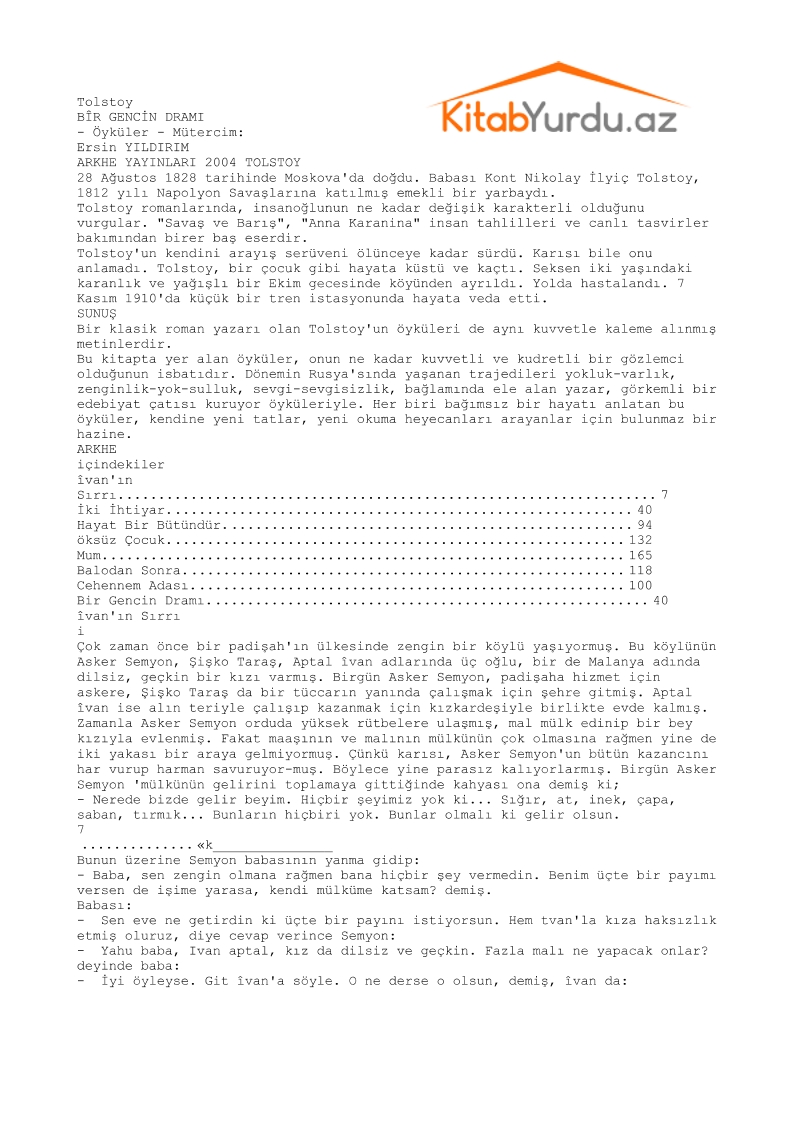 KitabYurdu.az
Tolstoy
BÎR GENCİN DRAMI
- Öyküler - Mütercim:
Ersin YILDIRIM
ARKHE YAYINLARI 2004 TOLSTOY
28 Ağustos 1828 tarihinde Moskova'da doğdu. Babası Kont Nikolay İlyiç Tolstoy,
1812 yılı Napolyon Savaşlarına katılmış emekli bir yarbaydı.
Tolstoy romanlarında, insanoğlunun ne kadar değişik karakterli olduğunu
vurgular. "Savaş ve Barış", "Anna Karanina" insan tahlilleri ve canlı tasvirler
bakımından birer baş eserdir.
Tolstoy'un kendini arayış serüveni ölünceye kadar sürdü. Karısı bile onu
anlamadı. Tolstoy, bir çocuk gibi hayata küstü ve kaçtı. Seksen iki yaşındaki
karanlık ve yağışlı bir Ekim gecesinde köyünden ayrıldı. Yolda hastalandı. 7
Kasım 1910'da küçük bir tren istasyonunda hayata veda etti.
SUNUŞ
Bir klasik roman yazarı olan Tolstoy'un öyküleri de aynı kuvvetle kaleme alınmış
metinlerdir.
Bu kitapta yer alan öyküler, onun ne kadar kuvvetli ve kudretli bir gözlemci
olduğunun isbatıdır. Dönemin Rusya'sında yaşanan trajedileri yokluk-varlık,
zenginlik-yok-sulluk, sevgi-sevgisizlik, bağlamında ele alan yazar, görkemli bir
edebiyat çatısı kuruyor öyküleriyle. Her biri bağımsız bir hayatı anlatan bu
öyküler, kendine yeni tatlar, yeni okuma heyecanları arayanlar için bulunmaz bir
hazine.
ARKHE
içindekiler
îvan'ın
Sırrı.................................................................. 7
İki İhtiyar.......................................................... 40
Hayat Bir Bütündür................................................... 94
öksüz Çocuk......................................................... 132
Mum................................................................. 165
Balodan Sonra....................................................... 118
Cehennem Adası...................................................... 100
Bir Gencin Dramı....................................................... 40
îvan'ın Sırrı
i
Çok zaman önce bir padişah'ın ülkesinde zengin bir köylü yaşıyormuş. Bu köylünün
Asker Semyon, Şişko Taraş, Aptal îvan adlarında üç oğlu, bir de Malanya adında
dilsiz, geçkin bir kızı varmış. Birgün Asker Semyon, padişaha hizmet için
askere, Şişko Taraş da bir tüccarın yanında çalışmak için şehre gitmiş. Aptal
îvan ise alın teriyle çalışıp kazanmak için kızkardeşiyle birlikte evde kalmış.
Zamanla Asker Semyon orduda yüksek rütbelere ulaşmış, mal mülk edinip bir bey
kızıyla evlenmiş. Fakat maaşının ve malının mülkünün çok olmasına rağmen yine de
iki yakası bir araya gelmiyormuş. Çünkü karısı, Asker Semyon'un bütün kazancını
har vurup harman savuruyor-muş. Böylece yine parasız kalıyorlarmış. Birgün Asker
Semyon 'mülkünün gelirini toplamaya gittiğinde kahyası ona demiş ki;
- Nerede bizde gelir beyim. Hiçbir şeyimiz yok ki... Sığır, at, inek, çapa,
saban, tırmık... Bunların hiçbiri yok. Bunlar olmalı ki gelir olsun.
7
.............. «k_______________
Bunun üzerine Semyon babasının yanma gidip:
- Baba, sen zengin olmana rağmen bana hiçbir şey vermedin. Benim üçte bir payımı
versen de işime yarasa, kendi mülküme katsam? demiş.
Babası:
-  Sen eve ne getirdin ki üçte bir payını istiyorsun. Hem tvan'la kıza haksızlık
etmiş oluruz, diye cevap verince Semyon:
-  Yahu baba, Ivan aptal, kız da dilsiz ve geçkin. Fazla malı ne yapacak onlar?
deyinde baba:
-  İyi öyleyse. Git îvan'a söyle. O ne derse o olsun, demiş, îvan da: